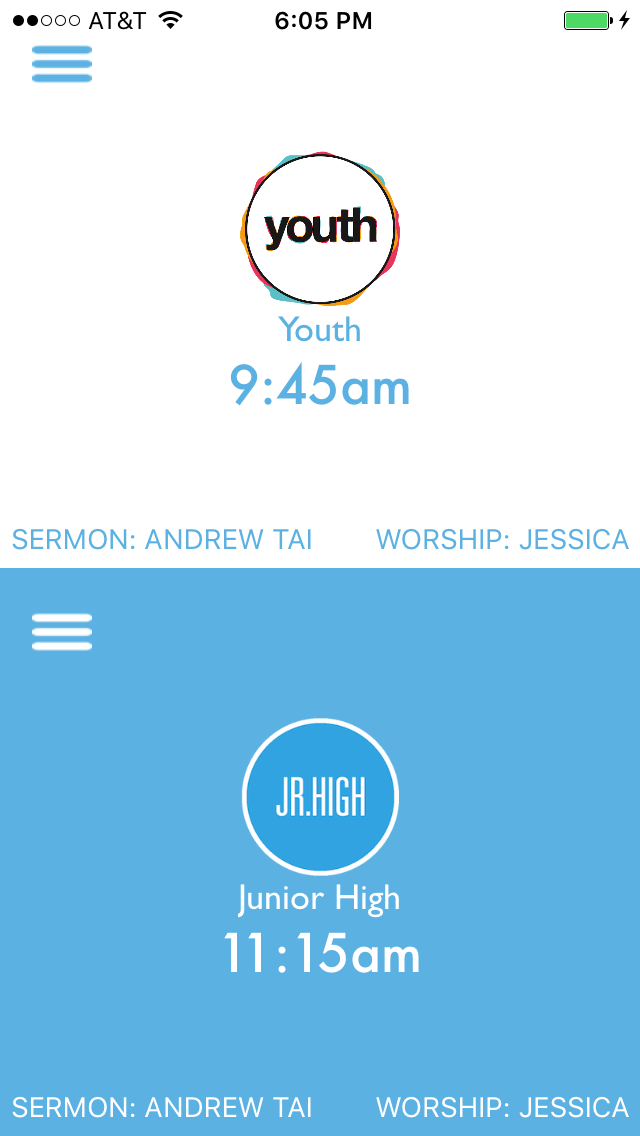 AT&T 6:05 PM
youth
Youth
9:45am
SERMON: ANDREW TAI WORSHIP: JESSICA
JR.HIGH
Junior High
11:15am
SERMON: ANDREW TAI WORSHIP: JESSICA